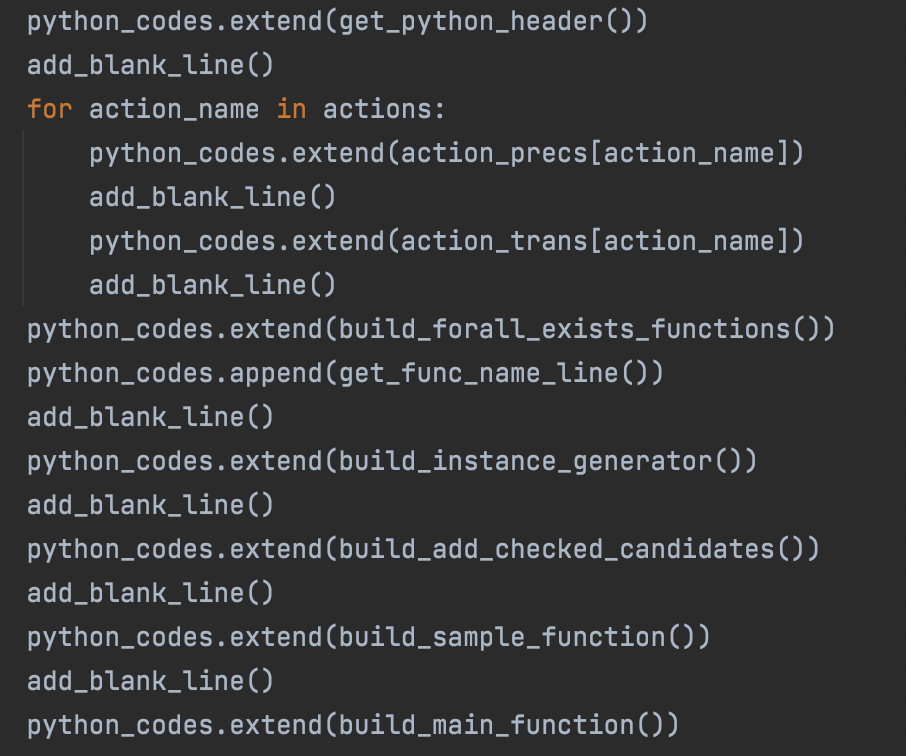 python_codes.extend(get_python_header())
add_blank_line()
for action_name in actions:
    python_codes.extend(action_precs[action_name])
    add_blank_line()
    python_codes.extend(action_trans[action_name])
    add_blank_line()
python_codes.extend(build_forall_exists_functions())
python_codes.append(get_func_name_line())
add_blank_line()
python_codes.extend(build_instance_generator())
add_blank_line()
python_codes.extend(build_add_checked_candidates())
add_blank_line()
python_codes.extend(build_sample_function())
add_blank_line()
python_codes.extend(build_main_function())